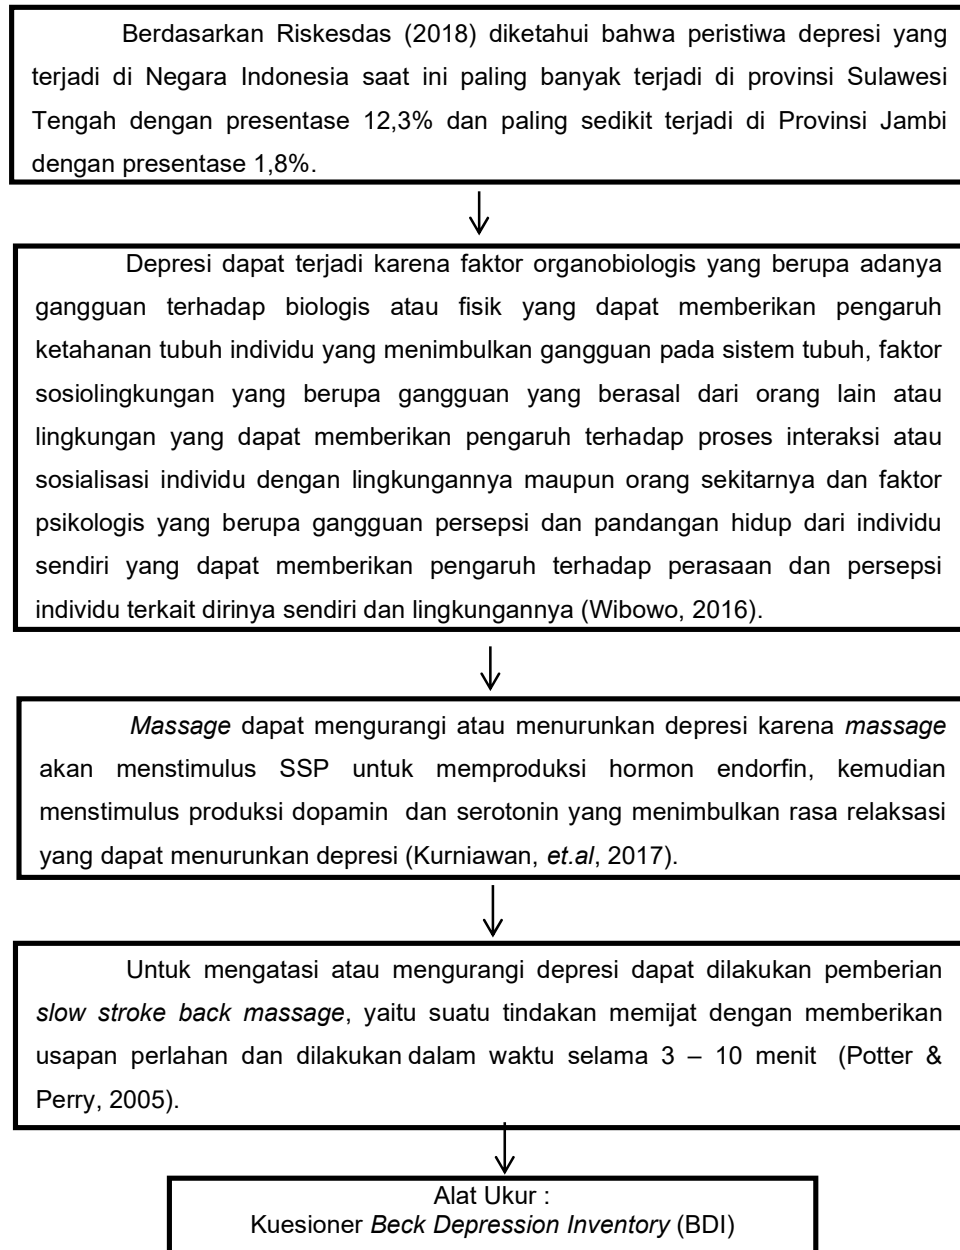 Berdasarkan Riskesdas (2018) diketahui bahwa peristiwa depresi yang
terjadi di Negara Indonesia saat ini paling banyak terjadi di provinsi Sulawesi
Tengah dengan presentase 12,3% dan paling sedikit terjadi di Provinsi Jambi
dengan presentase 1,8%.
Depresi dapat terjadi karena faktor organobiologis yang berupa adanya
gangguan terhadap biologis atau fisik yang dapat memberikan pengaruh
ketahanan tubuh individu yang menimbulkan gangguan pada sistem tubuh, faktor
sosiolingkungan yang berupa gangguan yang berasal dari orang lain atau
lingkungan yang dapat memberikan pengaruh terhadap proses interaksi atau
sosialisasi individu dengan lingkungannya maupun orang sekitarnya dan faktor
psikologis yang berupa gangguan persepsi dan pandangan hidup dari individu
sendiri yang dapat memberikan pengaruh terhadap perasaan dan persepsi
individu terkait dirinya sendiri dan lingkungannya (Wibowo, 2016).
Massage dapat mengurangi atau menurunkan depresi karena massage
akan menstimulus SSP untuk memproduksi hormon endorfin, kemudian
menstimulus produksi dopamin dan serotonin yang menimbulkan rasa relaksasi
yang dapat menurunkan depresi (Kurniawan, et.al, 2017).
Untuk mengatasi atau mengurangi depresi dapat dilakukan pemberian
slow stroke back massage, yaitu suatu tindakan memijat dengan memberikan
usapan perlahan dan dilakukan dalam waktu selama 3 – 10 menit (Potter &
Perry, 2005).
Alat Ukur :
Kuesioner Beck Depression Inventory (BDI)